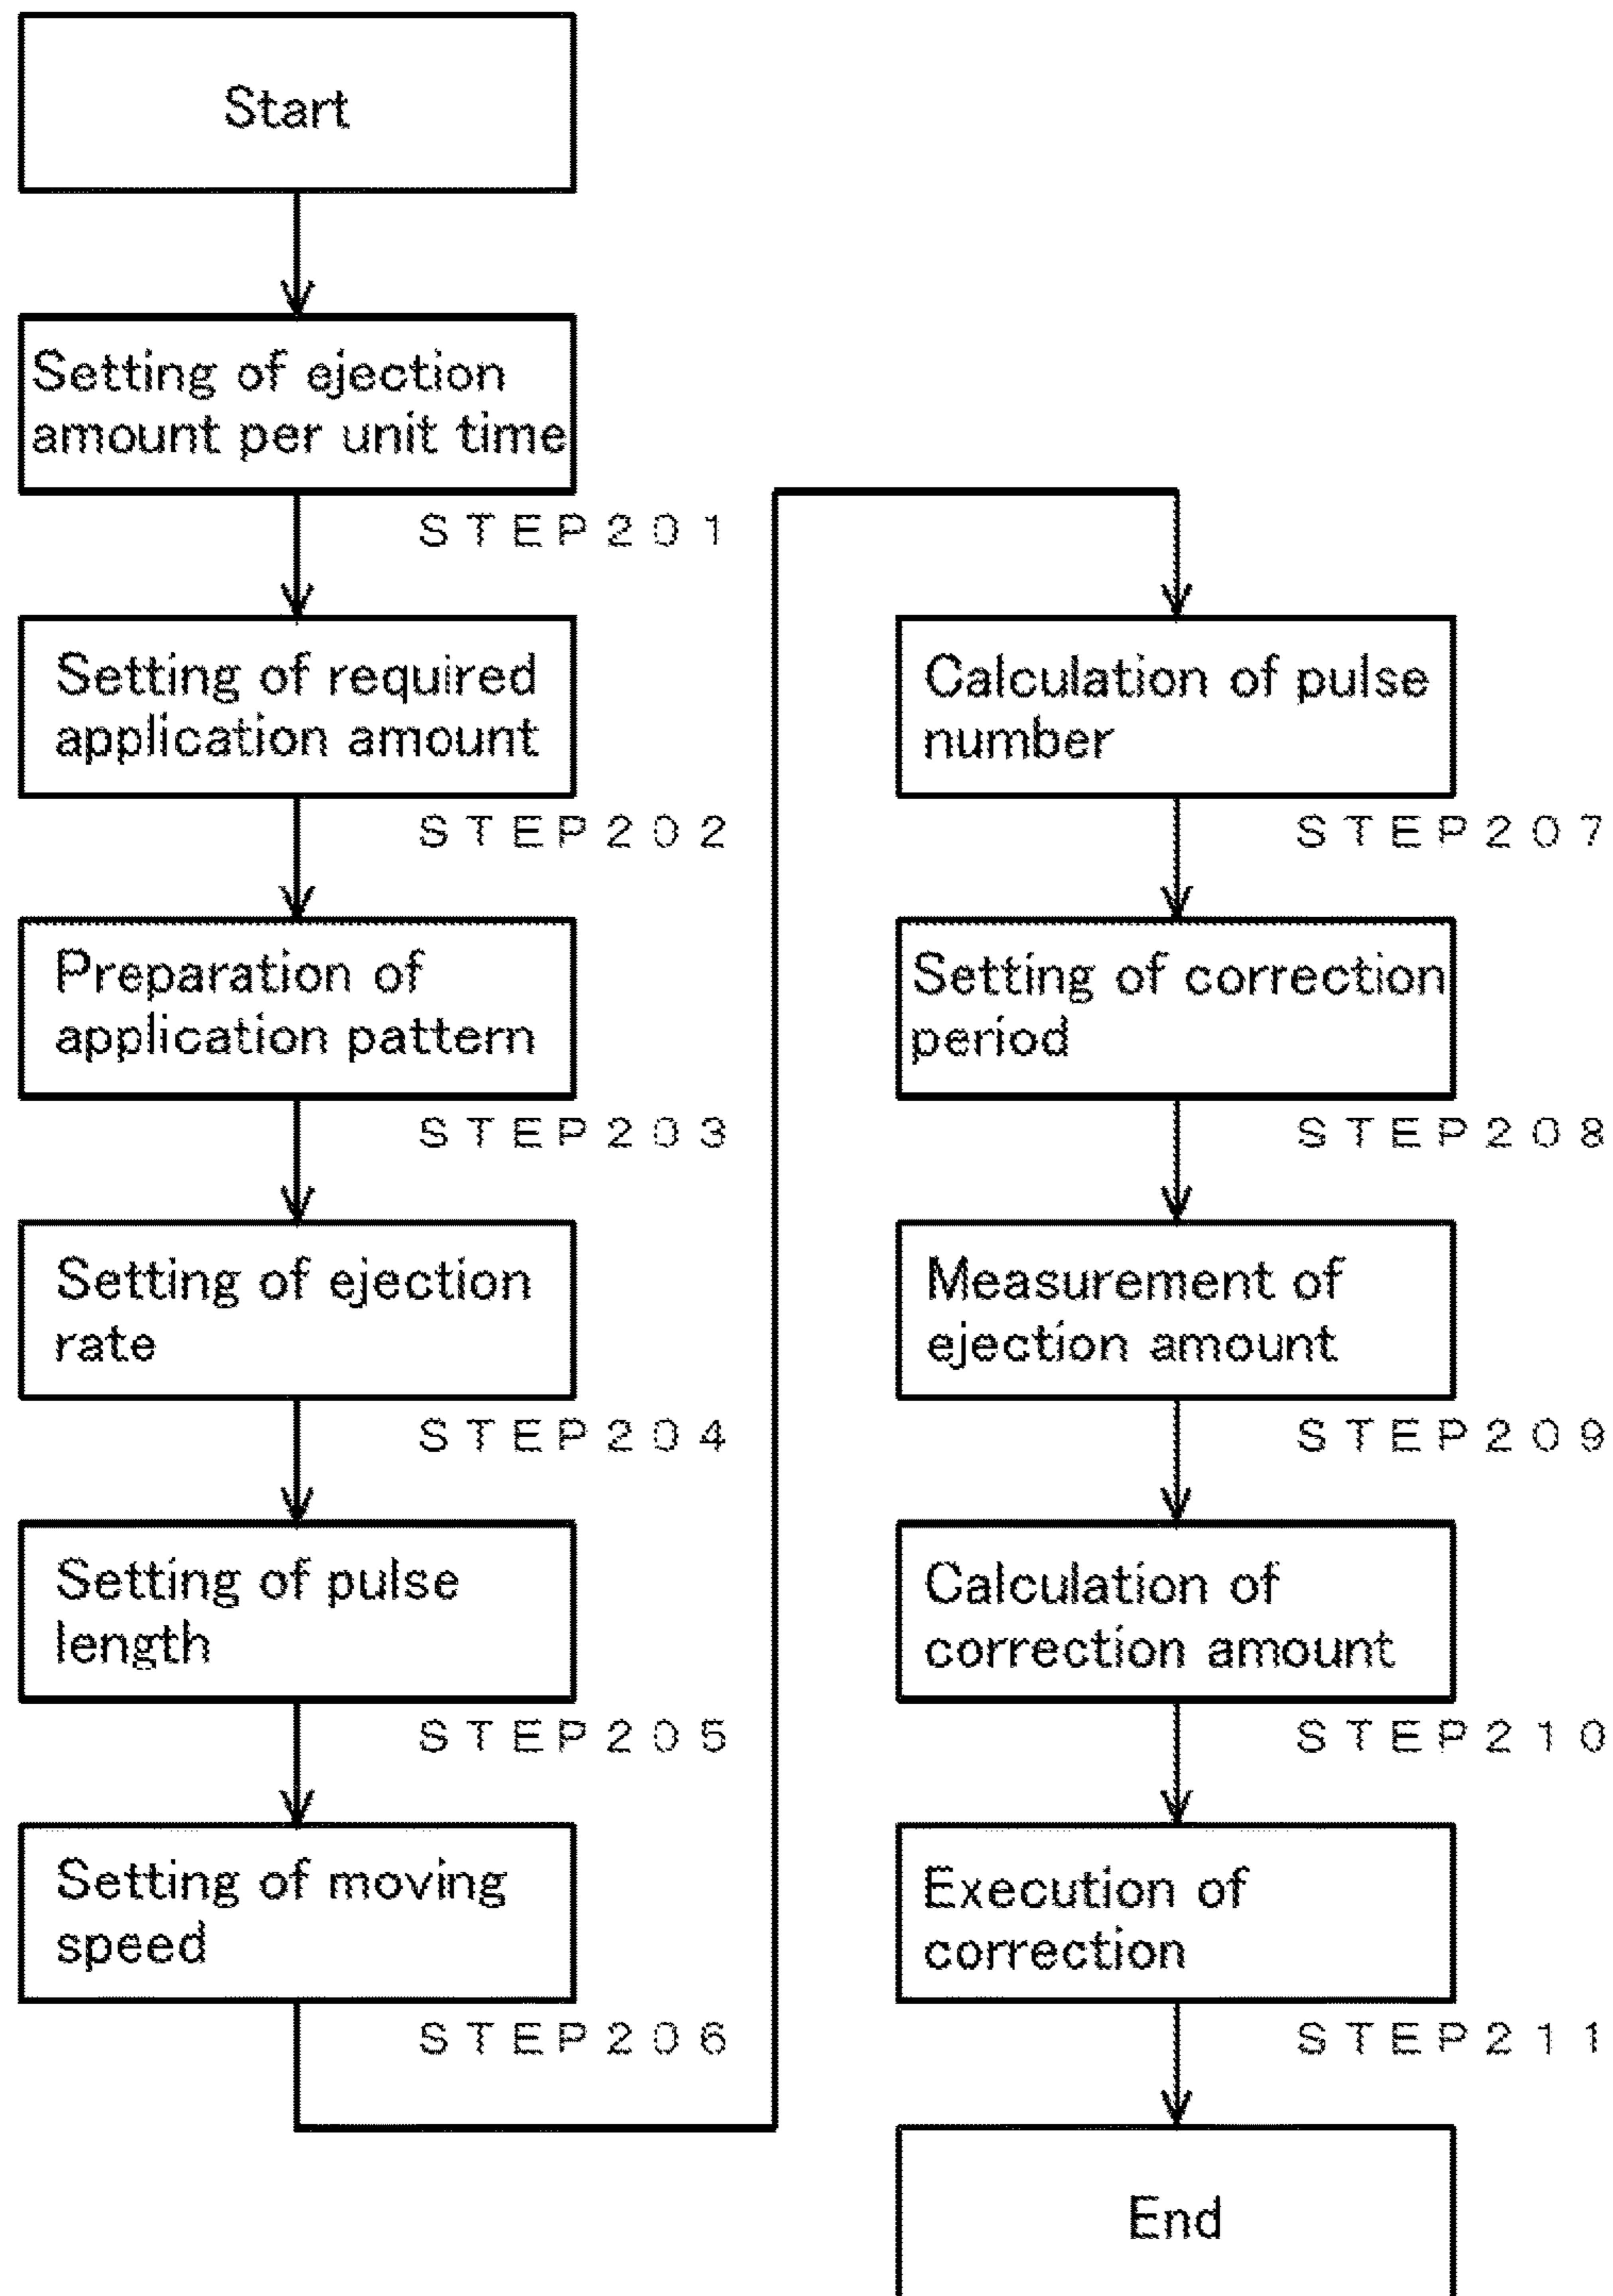 Start
Setting of ejection
amount per unit time
STEP201
Setting of required
application amount
STEP202
Preparation of
application pattern
STEP203
Setting of ejection
rate
STEP204
Setting of pulse
length
STEP205
Setting of moving
speed
STEP206
Calculation of pulse
number
STEP207
Setting of correction
period
STEP208
Measurement of
ejection amount
STEP209
Calculation of
correction amount
STEP210
Execution of
correction
STEP211
End